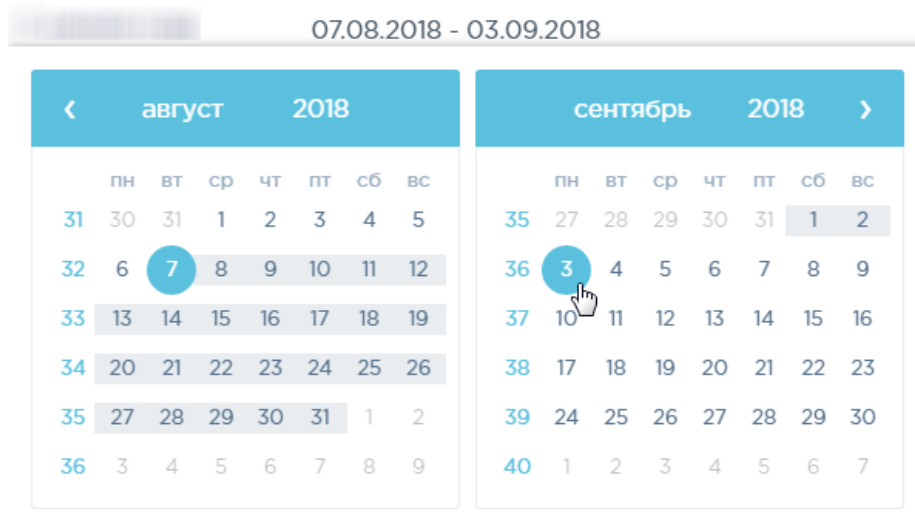 07.08.2018 - 03.09.2018
‹ август 2018
пн вт ср чт пт сб вс
31 30 31 1 2 3 4 5
32 6 7 8 9 10 11 12
33 13 14 15 16 17 18 19
34 20 21 22 23 24 25 26
35 27 28 29 30 31 1 2
36 3 4 5 6 7 8 9
сентябрь 2018 ›
пн вт ср чт пт сб вс
35 27 28 29 30 31 1 2
36 3 4 5 6 7 8 9
37 10 11 12 13 14 15 16
38 17 18 19 20 21 22 23
39 24 25 26 27 28 29 30
40 1 2 3 4 5 6 7